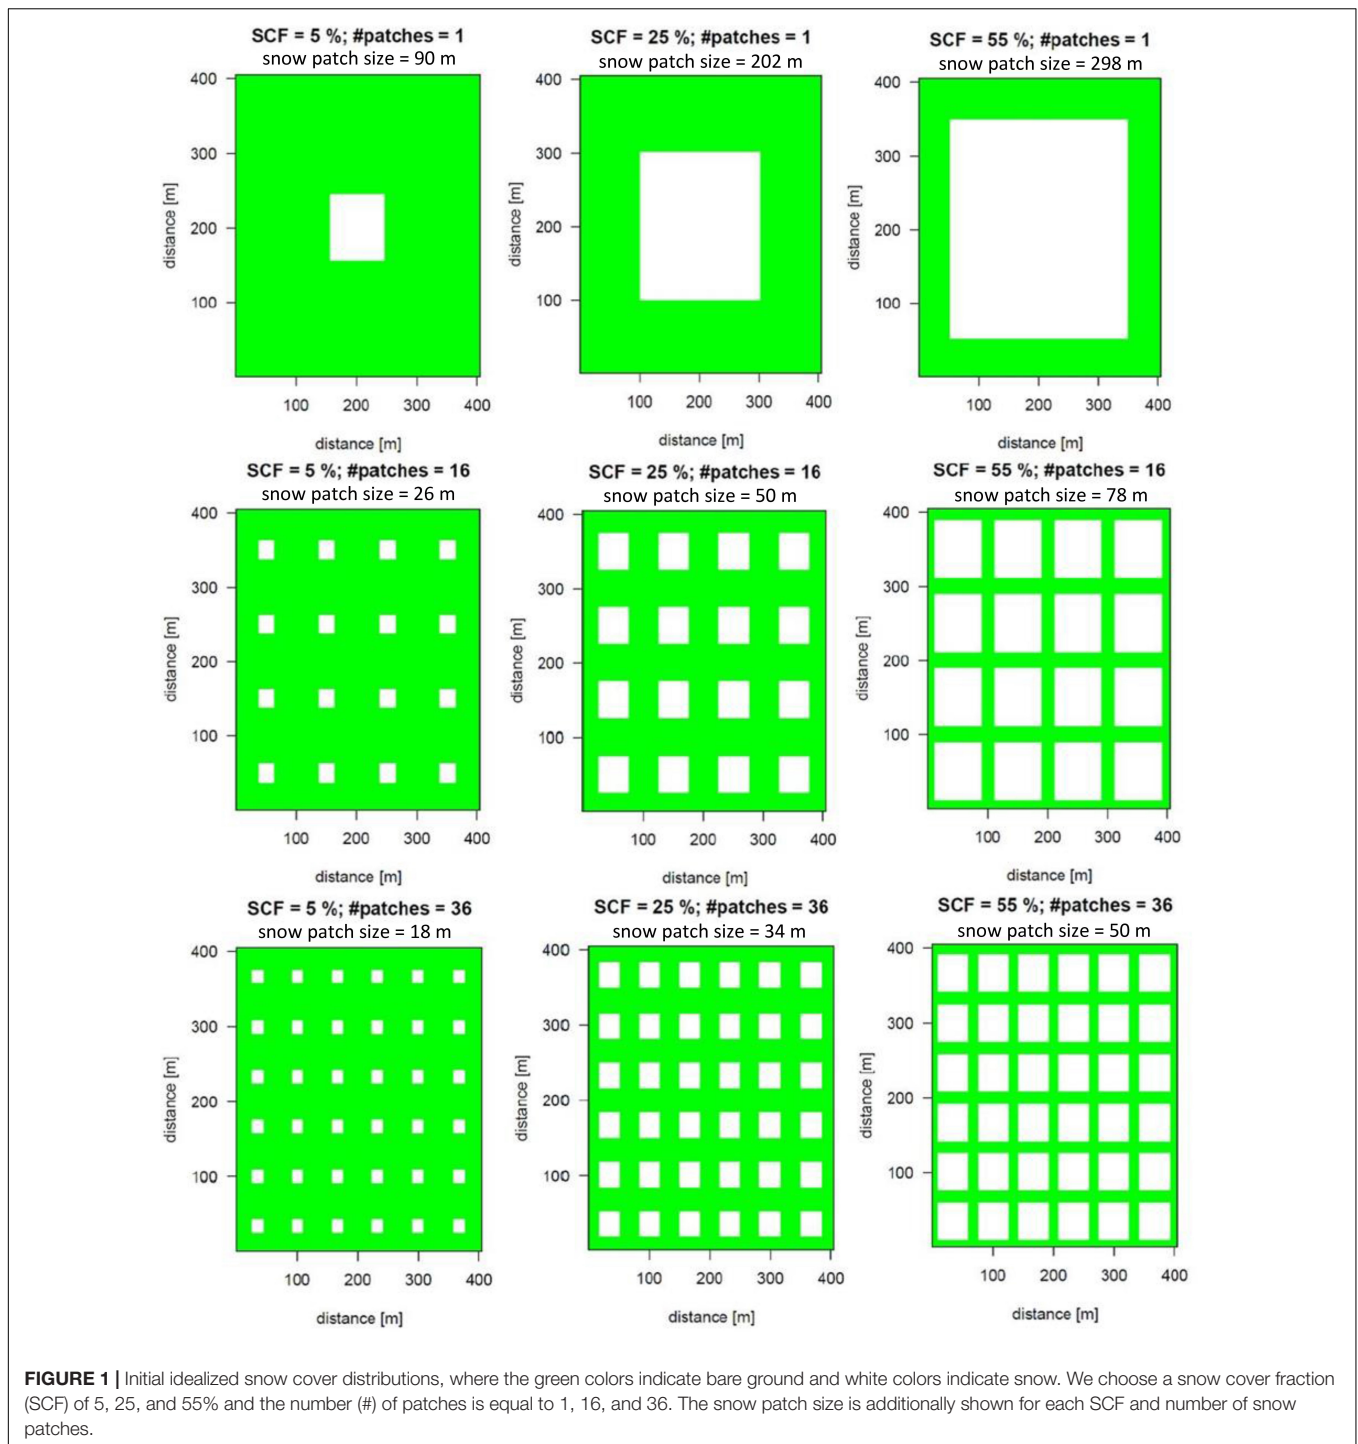 SCF = 5 %; #patches = 1
snow patch size = 90 m
400
300
200
100
distance [m]
100 200 300 400
distance [m]
SCF = 25 %; #patches = 1
snow patch size = 202 m
400
300
200
100
distance [m]
100 200 300 400
distance [m]
SCF = 55 %; #patches = 1
snow patch size = 298 m
400
300
200
100
distance [m]
100 200 300 400
distance [m]
SCF = 5 %; #patches = 16
snow patch size = 26 m
400
300
200
100
distance [m]
100 200 300 400
distance [m]
SCF = 25 %; #patches = 16
snow patch size = 50 m
400
300
200
100
distance [m]
100 200 300 400
distance [m]
SCF = 55 %; #patches = 16
snow patch size = 78 m
400
300
200
100
distance [m]
100 200 300 400
distance [m]
SCF = 5 %; #patches = 36
snow patch size = 18 m
400
300
200
100
distance [m]
100 200 300 400
distance [m]
SCF = 25 %; #patches = 36
snow patch size = 34 m
400
300
200
100
distance [m]
100 200 300 400
distance [m]
SCF = 55 %; #patches = 36
snow patch size = 50 m
400
300
200
100
distance [m]
100 200 300 400
distance [m]
FIGURE 1 | Initial idealized snow cover distributions, where the green colors indicate bare ground and white colors indicate snow. We choose a snow cover fraction
(SCF) of 5, 25, and 55% and the number (#) of patches is equal to 1, 16, and 36. The snow patch size is additionally shown for each SCF and number of snow
patches.